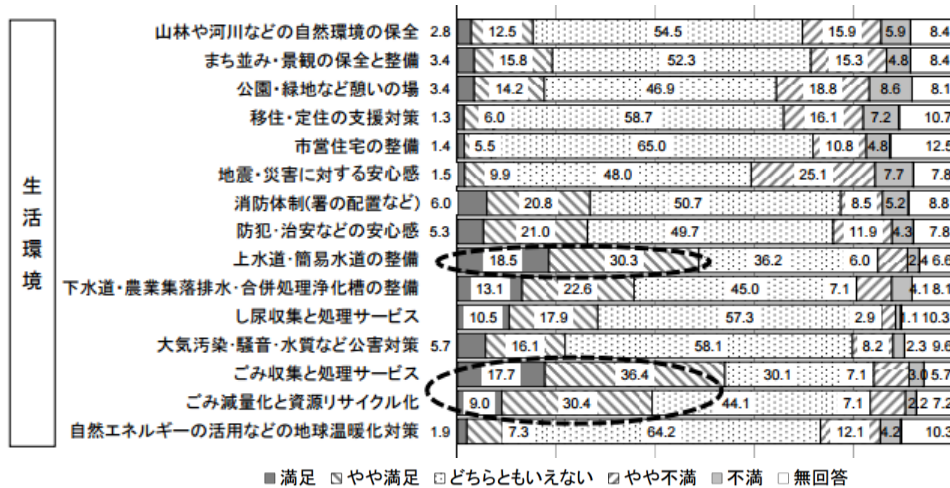 生活環境
山林や河川などの自然環境の保全 2.8 12.5 54.5 15.9 5.9 8.4
まち並み・景観の保全と整備 3.4 15.8 52.3 15.3 4.8 8.4
公園・緑地など憩いの場 3.4 14.2 46.9 18.8 8.6 8.1
移住・定住の支援対策 1.3 6.0 58.7 16.1 7.2 10.7
市営住宅の整備 1.4 5.5 65.0 10.8 4.8 12.5
地震・災害に対する安心感 1.5 9.9 48.0 25.1 7.7 7.8
消防体制(署の配置など) 6.0 20.8 50.7 8.5 5.2 8.8
防犯・治安などの安心感 5.3 21.0 49.7 11.9 4.3 7.8
上水道・簡易水道の整備 18.5 30.3 36.2 6.0 2.4 6.6
下水道・農業集落排水・合併処理浄化槽の整備 13.1 22.6 45.0 7.1 4.1 8.1
し尿収集と処理サービス 10.5 17.9 57.3 2.9 1.1 10.3
大気汚染・騒音・水質など公害対策 5.7 16.1 58.1 8.2 2.3 9.6
ごみ収集と処理サービス 17.7 36.4 30.1 7.1 3.0 5.7
ごみ減量化と資源リサイクル化 9.0 30.4 44.1 7.1 2.2 7.2
自然エネルギーの活用などの地球温暖化対策 1.9 7.3 64.2 12.1 4.2 10.3
満足 やや満足 どちらともいえない やや不満 不満 無回答